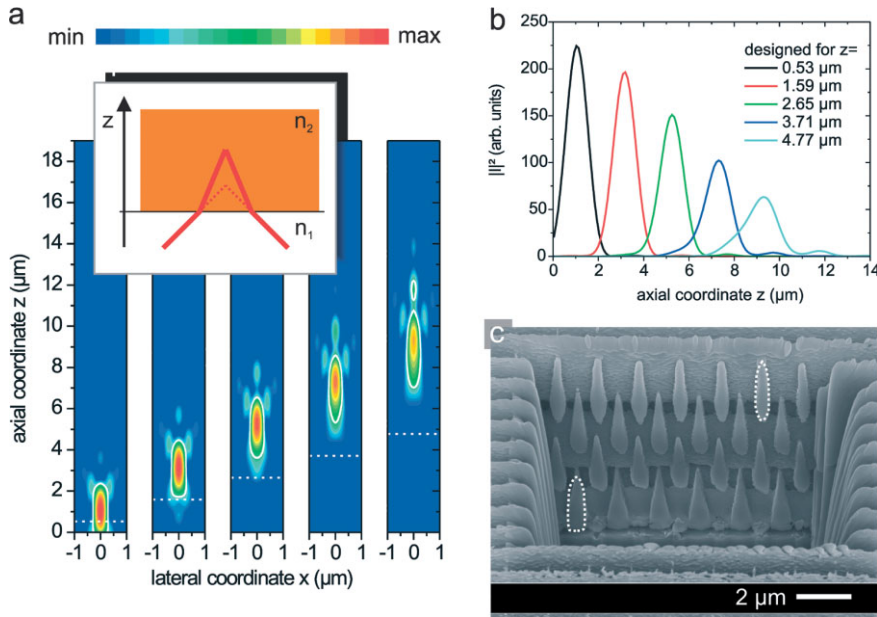 a
min
max
z
n2
n1
axial coordinate z (µm)
18
16
14
12
10
8
6
4
2
0
-1 0 1
-1 0 1
-1 0 1
-1 0 1
-1 0 1
lateral coordinate x (µm)
b
|I|² (arb. units)
250
200
150
100
50
0
designed for z=
0.53 µm
1.59 µm
2.65 µm
3.71 µm
4.77 µm
0 2 4 6 8 10 12 14
axial coordinate z (µm)
c
2 µm